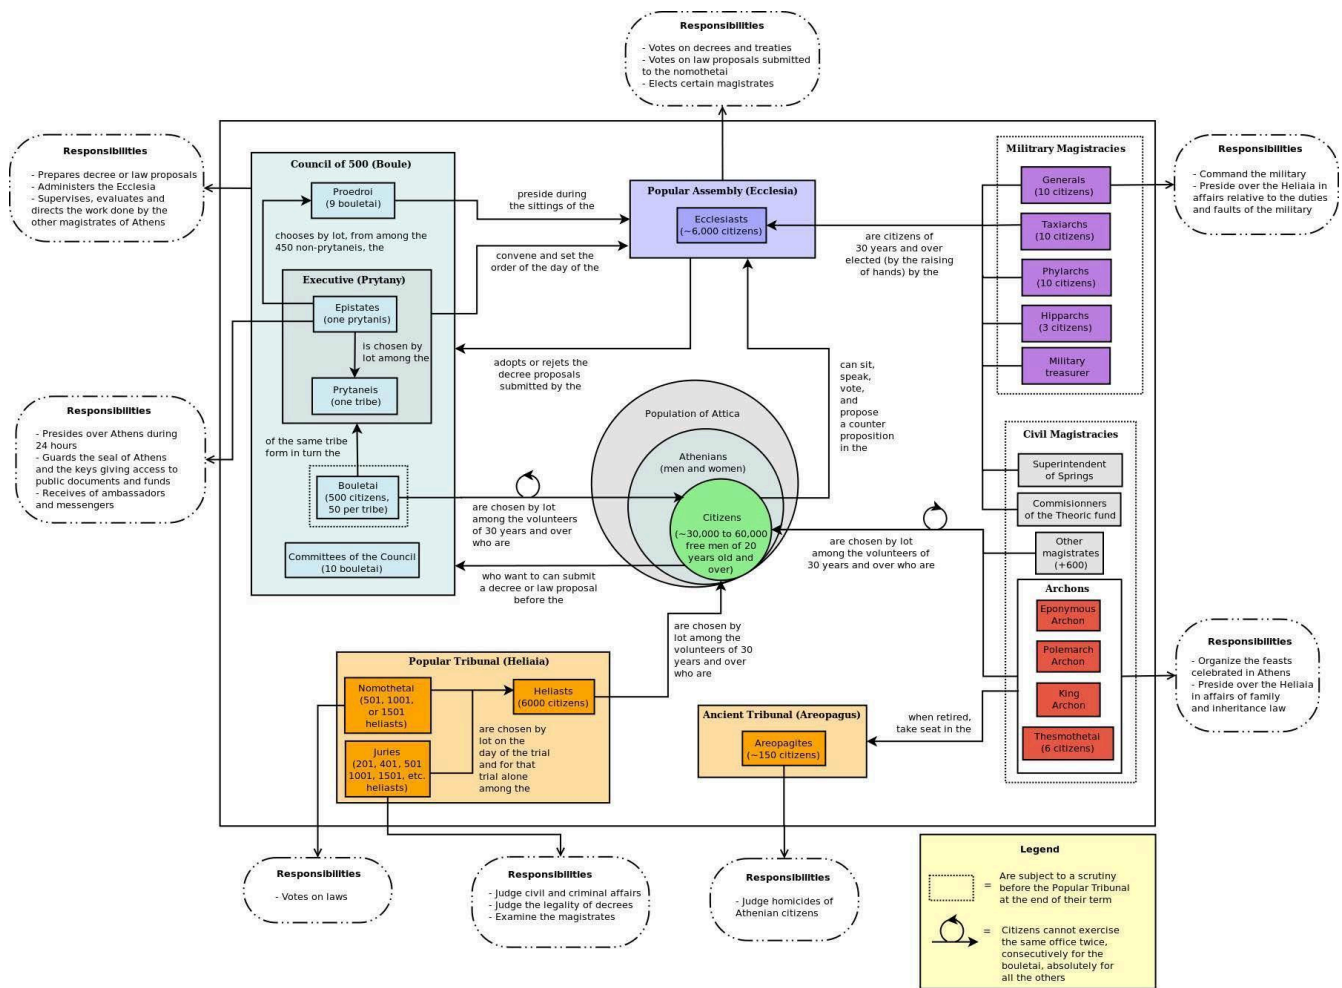 Responsibilities
- Votes on decrees and treaties
- Votes on law proposals submitted
to the nomothetai
- Elects certain magistrates
Responsibilities
- Prepares decree or law proposals
- Administers the Ecclesia
- Supervises, evaluates and
directs the work done by the
other magistrates of Athens
Council of 500 (Boule)
Proedroi
(9 bouletai)
chooses by lot, from among the
450 non-prytaneis, the
Executive (Prytany)
Epistates
(one prytanis)
is chosen by
lot among the
Prytaneis
(one tribe)
of the same tribe
form in turn the
Bouletai
(500 citizens,
50 per tribe)
Committees of the Council
(10 bouletai)
preside during
the sittings of the
convene and set the
order of the day of the
Popular Assembly (Ecclesia)
Ecclesiasts
(~6,000 citizens)
adopts or rejets the
decree proposals
submitted by the
are citizens of
30 years and over
elected (by the raising
of hands) by the
Military Magistracies
Generals
(10 citizens)
Taxiarchs
(10 citizens)
Phylarchs
(10 citizens)
Hipparchs
(3 citizens)
Military
treasurer
Responsibilities
- Command the military
- Preside over the Heliaia in
affairs relative to the duties
and faults of the military
Responsibilities
- Presides over Athens during
24 hours
- Guards the seal of Athens
and the keys giving access to
public documents and funds
- Receives of ambassadors
and messengers
can sit,
speak,
vote,
and
propose
a counter
proposition
in the
Population of Attica
Athenians
(men and women)
Citizens
(~30,000 to 60,000
free men of 20
years old and
over)
are chosen by lot
among the volunteers
of 30 years and over
who are
who want to can submit
a decree or law proposal
before the
are chosen by lot
among the volunteers of
30 years and over who are
Civil Magistracies
Superintendent
of Springs
Commisionners
of the Theoric fund
Other
magistrates
(+600)
Archons
Eponymous
Archon
Polemarch
Archon
King
Archon
Thesmothetai
(6 citizens)
Responsibilities
- Organize the feasts
celebrated in Athens
- Preside over the Heliaia
in affairs of family
and inheritance law
are chosen by
lot among the
volunteers of 30
years and over
who are
Popular Tribunal (Heliaia)
Nomothetai
(501, 1001,
or 1501
heliasts)
Heliasts
(6000 citizens)
Juries
(201, 401, 501
1001, 1501, etc.
heliasts)
are chosen by
lot on the
day of the trial
and for that
trial alone
among the
Ancient Tribunal (Areopagus)
Areopagites
(~150 citizens)
when retired,
take seat in the
Responsibilities
- Votes on laws
Responsibilities
- Judge civil and criminal affairs
- Judge the legality of decrees
- Examine the magistrates
Responsibilities
- Judge homicides of
Athenian citizens
Legend
= Are subject to a scrutiny
before the Popular Tribunal
at the end of their term
= Citizens cannot exercise
the same office twice,
consecutively for the
bouletai, absolutely for
all the others